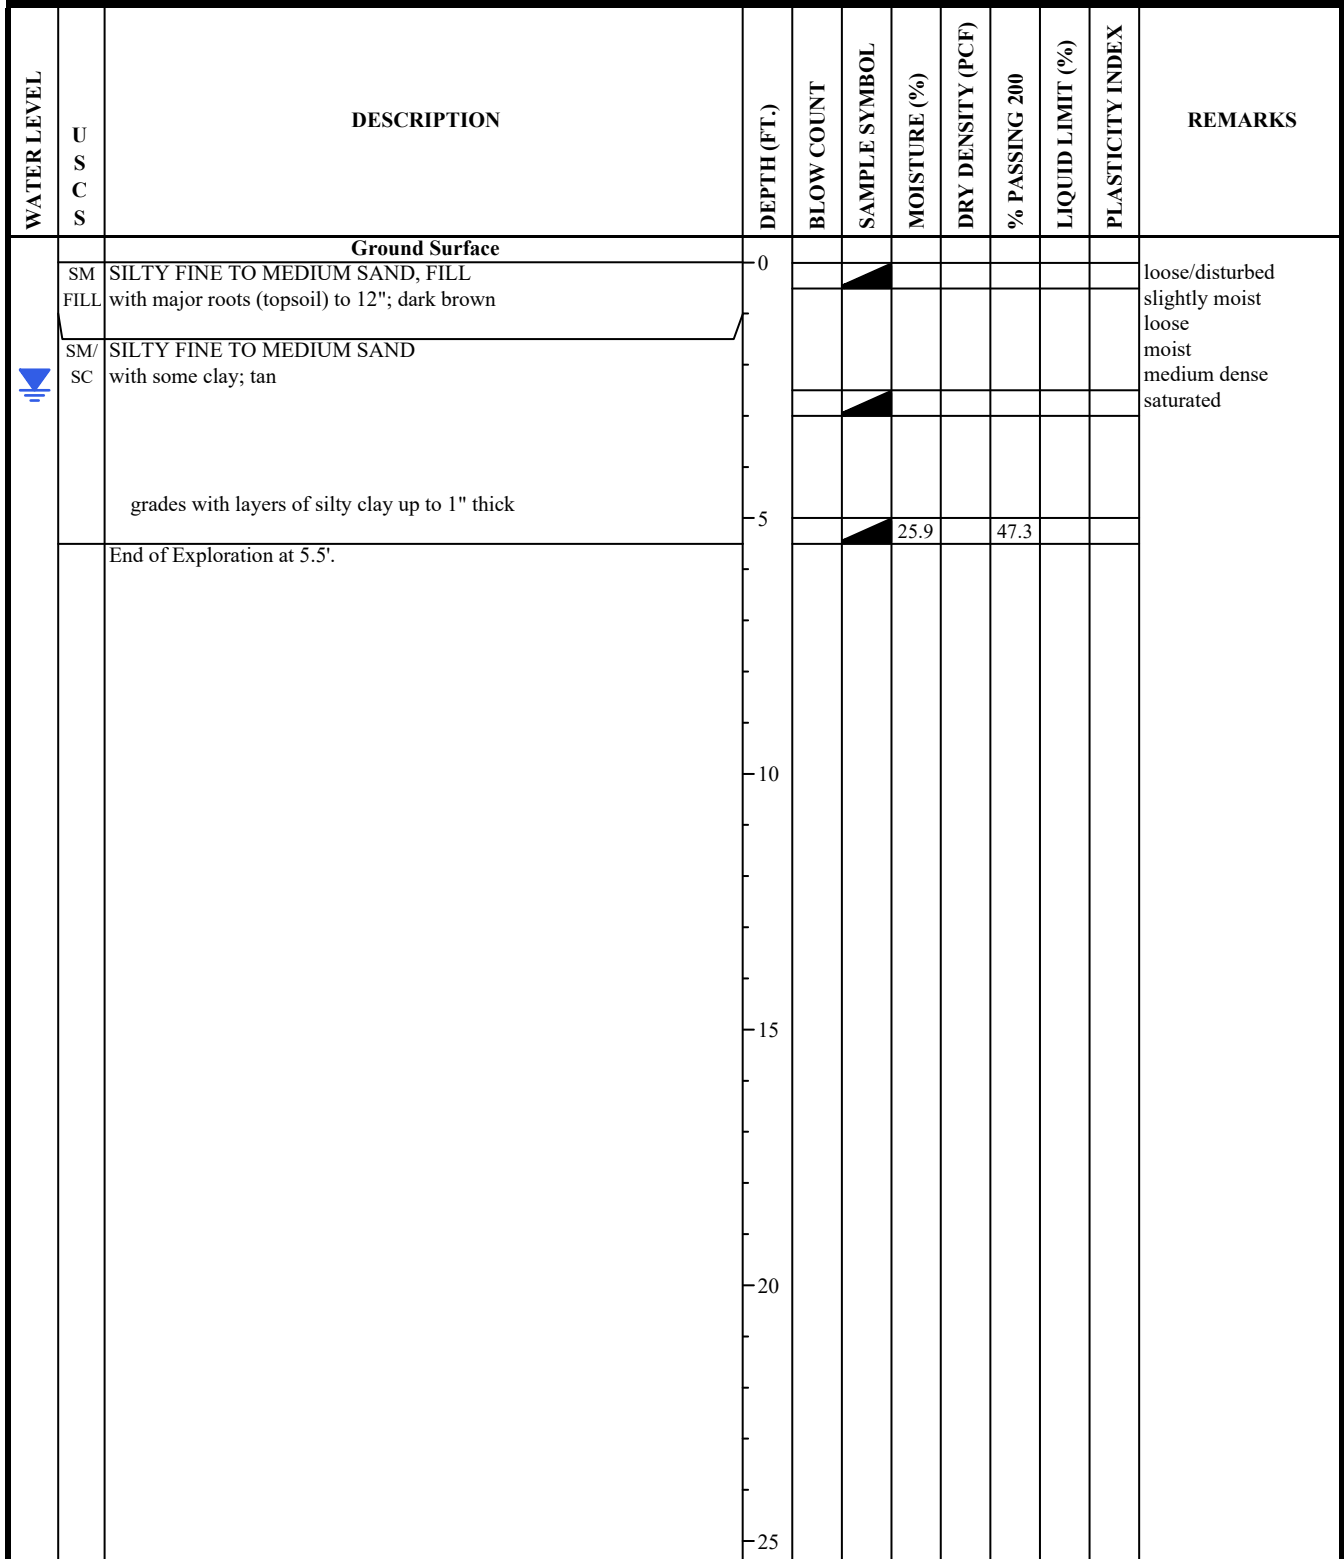 WATER LEVEL
U
S
C
S
DESCRIPTION
DEPTH (FT.)
BLOW COUNT
SAMPLE SYMBOL
MOISTURE (%)
DRY DENSITY (PCF)
% PASSING 200
LIQUID LIMIT (%)
PLASTICITY INDEX
REMARKS
Ground Surface
0
SM SILTY FINE TO MEDIUM SAND, FILL loose/disturbed
FILL with major roots (topsoil) to 12"; dark brown slightly moist
loose
SM/ SILTY FINE TO MEDIUM SAND moist
SC with some clay; tan medium dense
saturated
grades with layers of silty clay up to 1" thick
5
25.9 47.3
End of Exploration at 5.5'.
10
15
20
25